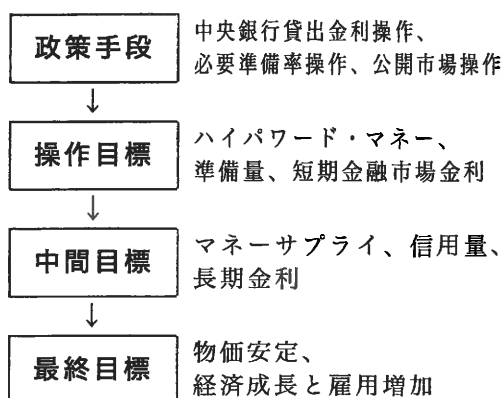 政策手段
中央銀行貸出金利操作、
必要準備率操作、公開市場操作
↓
操作目標
ハイパワード・マネー、
準備量、短期金融市場金利
↓
中間目標
マネーサプライ、信用量、
長期金利
↓
最終目標
物価安定、
経済成長と雇用増加